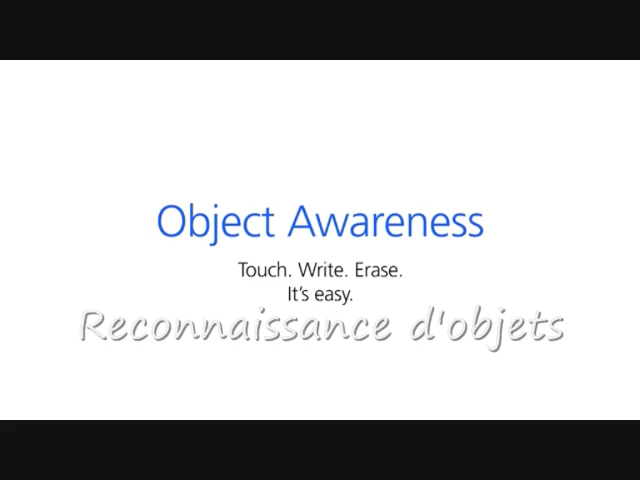 Object Awareness
Touch. Write. Erase.
It's easy.
Reconnaissance d'objets